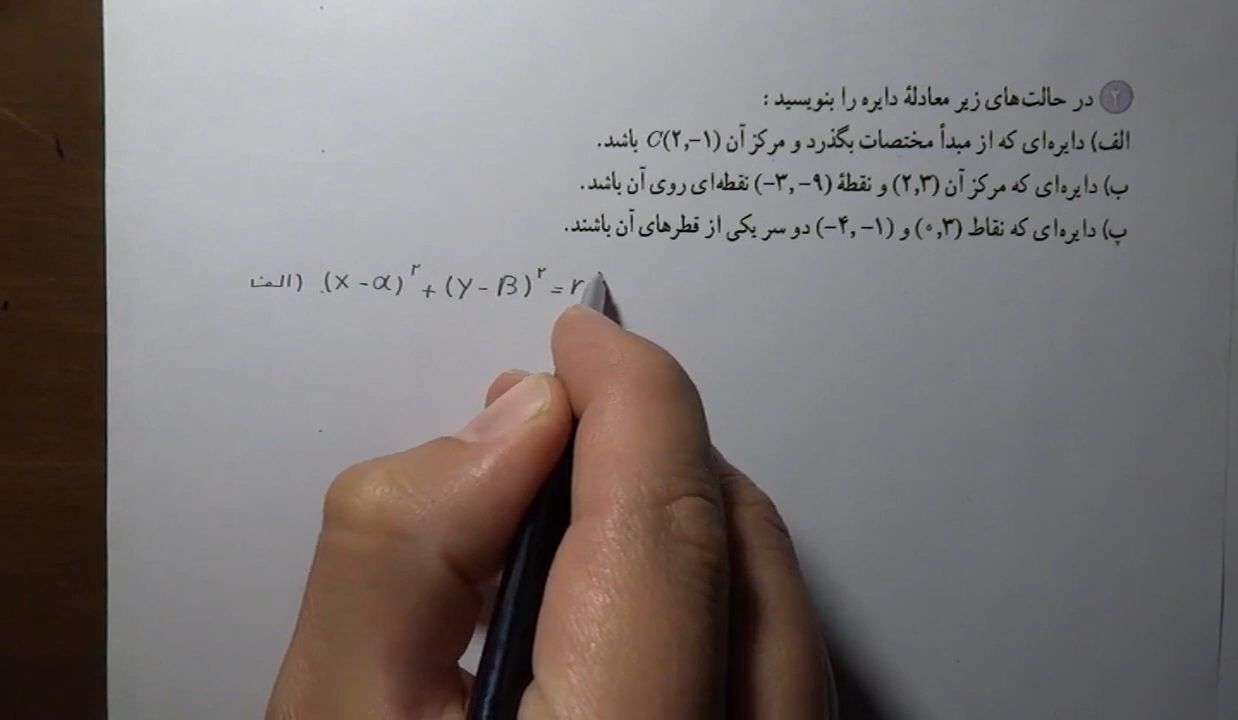 ۲ در حالت‌های زیر معادلهٔ دایره را بنویسید :
الف) دایره‌ای که از مبدأ مختصات بگذرد و مرکز آن C(۲,−۱) باشد.
ب) دایره‌ای که مرکز آن (۲,۳) و نقطهٔ (−۳,−۹) نقطه‌ای روی آن باشد.
پ) دایره‌ای که نقاط (۰,۳) و (−۴,−۱) دو سر یکی از قطرهای آن باشند.
الف) (x - α)^۲ + (y - β)^۲ = r